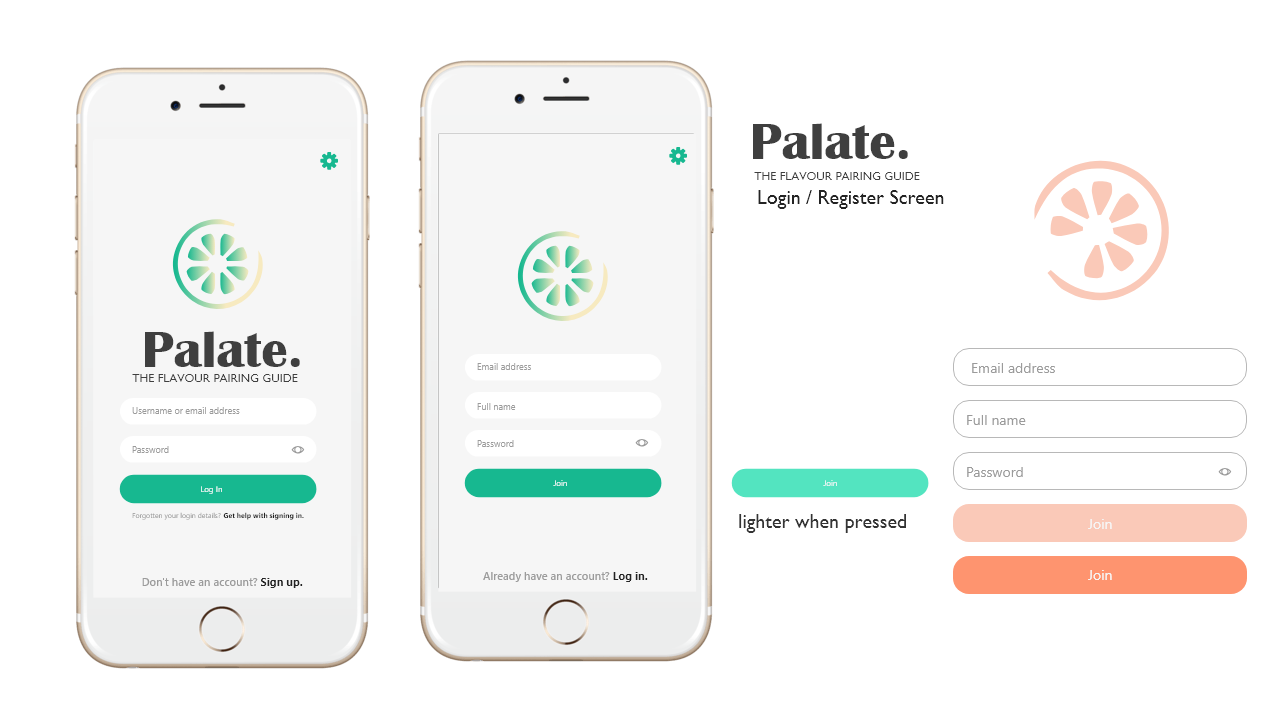 Palate.
THE FLAVOUR PAIRING GUIDE
Username or email address
Password
Log In
Forgotten your login details? Get help with signing in.
Don't have an account? Sign up.
Email address
Full name
Password
Join
Already have an account? Log in.
Palate.
THE FLAVOUR PAIRING GUIDE
Login / Register Screen
Join
lighter when pressed
Email address
Full name
Password
Join
Join